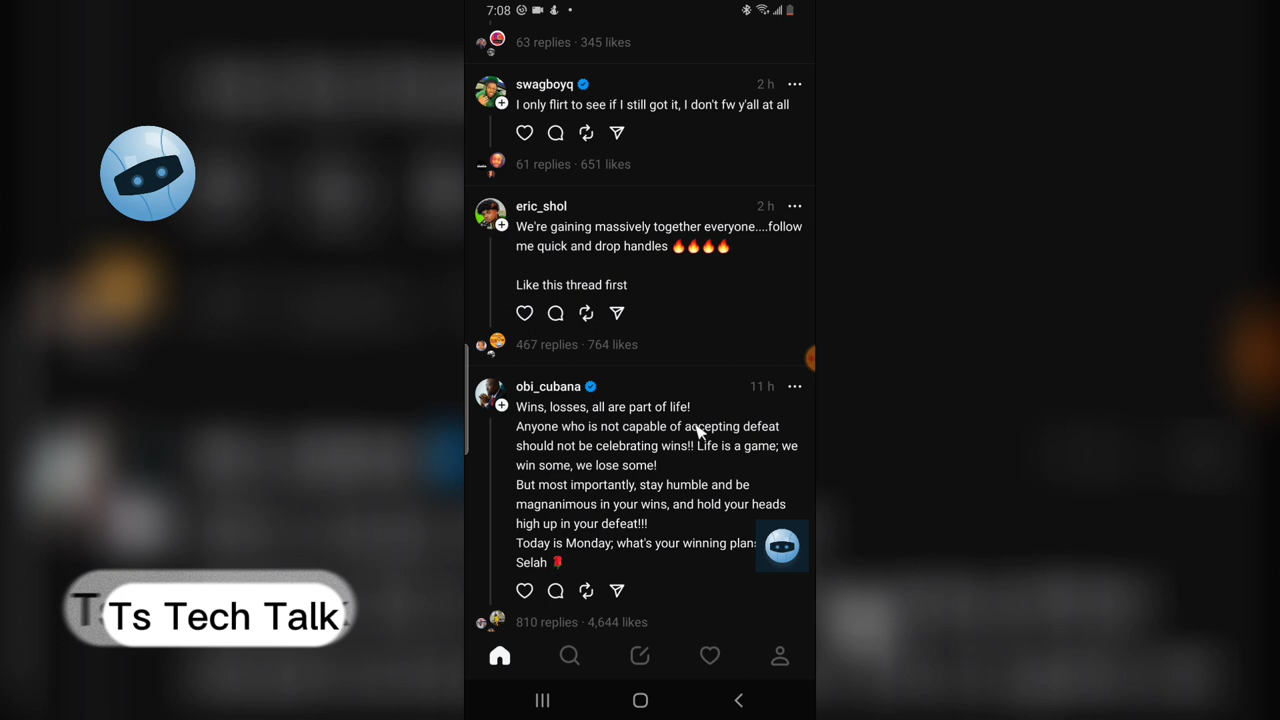 7:08
63 replies · 345 likes
swagboyq
2 h
I only flirt to see if I still got it, I don't fw y'all at all
61 replies · 651 likes
eric_shol
2 h
We're gaining massively together everyone....follow
me quick and drop handles 🔥🔥🔥🔥
Like this thread first
467 replies · 764 likes
obi_cubana
11 h
Wins, losses, all are part of life!
Anyone who is not capable of accepting defeat
should not be celebrating wins!! Life is a game; we
win some, we lose some!
But most importantly, stay humble and be
magnanimous in your wins, and hold your heads
high up in your defeat!!!
Today is Monday; what's your winning
Selah
810 replies · 4,644 likes
Ts Tech Talk